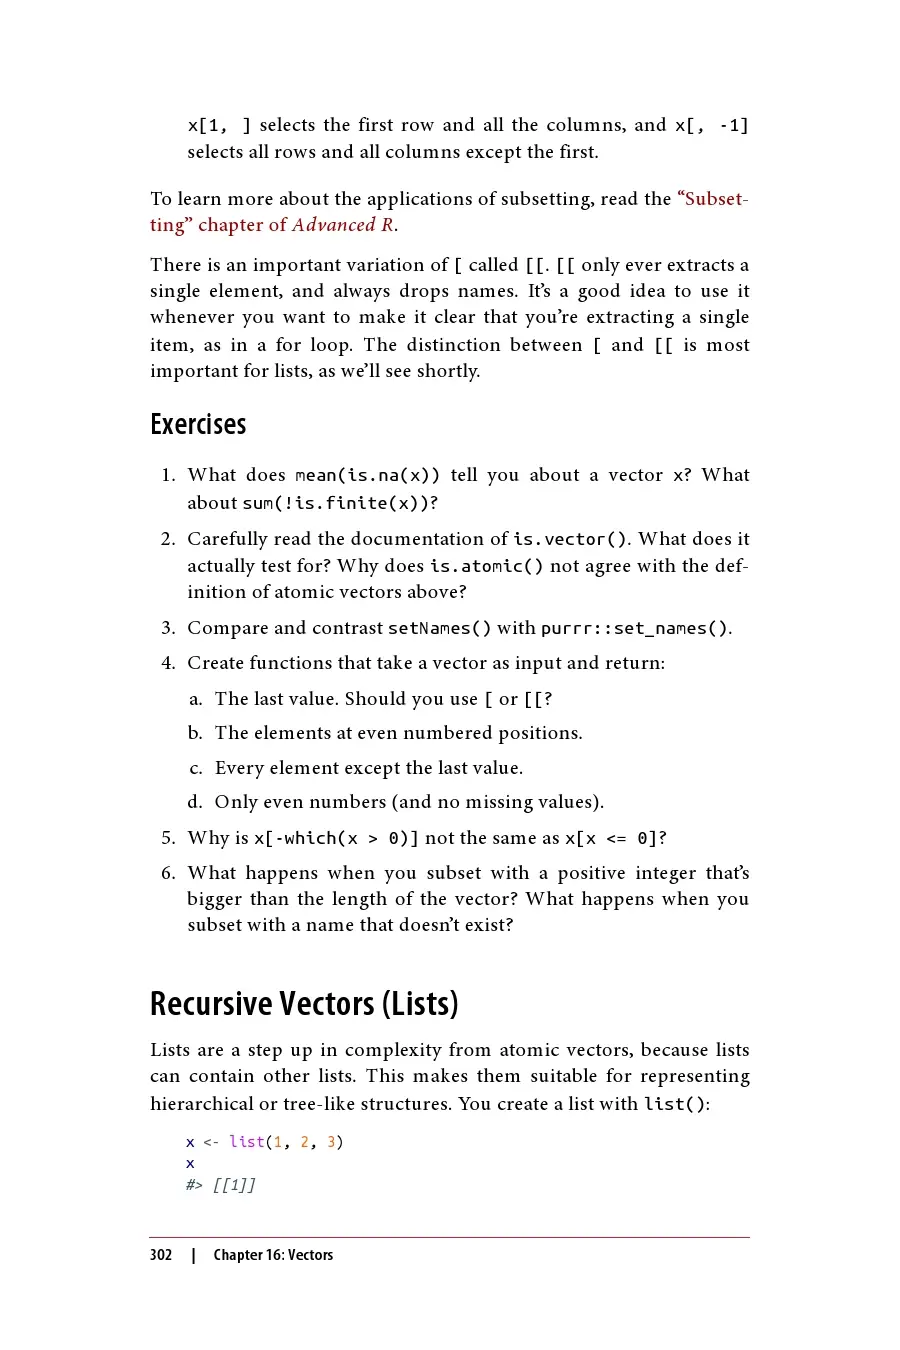 x[1, ] selects the first row and all the columns, and x[, -1]
selects all rows and all columns except the first.
To learn more about the applications of subsetting, read the “Subset-
ting” chapter of Advanced R.
There is an important variation of [ called [[. [[ only ever extracts a
single element, and always drops names. It’s a good idea to use it
whenever you want to make it clear that you’re extracting a single
item, as in a for loop. The distinction between [ and [[ is most
important for lists, as we’ll see shortly.
Exercises
1. What does mean(is.na(x)) tell you about a vector x? What
about sum(!is.finite(x))?
2. Carefully read the documentation of is.vector(). What does it
actually test for? Why does is.atomic() not agree with the def-
inition of atomic vectors above?
3. Compare and contrast setNames() with purrr::set_names().
4. Create functions that take a vector as input and return:
a. The last value. Should you use [ or [[?
b. The elements at even numbered positions.
c. Every element except the last value.
d. Only even numbers (and no missing values).
5. Why is x[-which(x > 0)] not the same as x[x <= 0]?
6. What happens when you subset with a positive integer that’s
bigger than the length of the vector? What happens when you
subset with a name that doesn’t exist?
Recursive Vectors (Lists)
Lists are a step up in complexity from atomic vectors, because lists
can contain other lists. This makes them suitable for representing
hierarchical or tree-like structures. You create a list with list():
x <- list(1, 2, 3)
x
#> [[1]]
302 | Chapter 16: Vectors